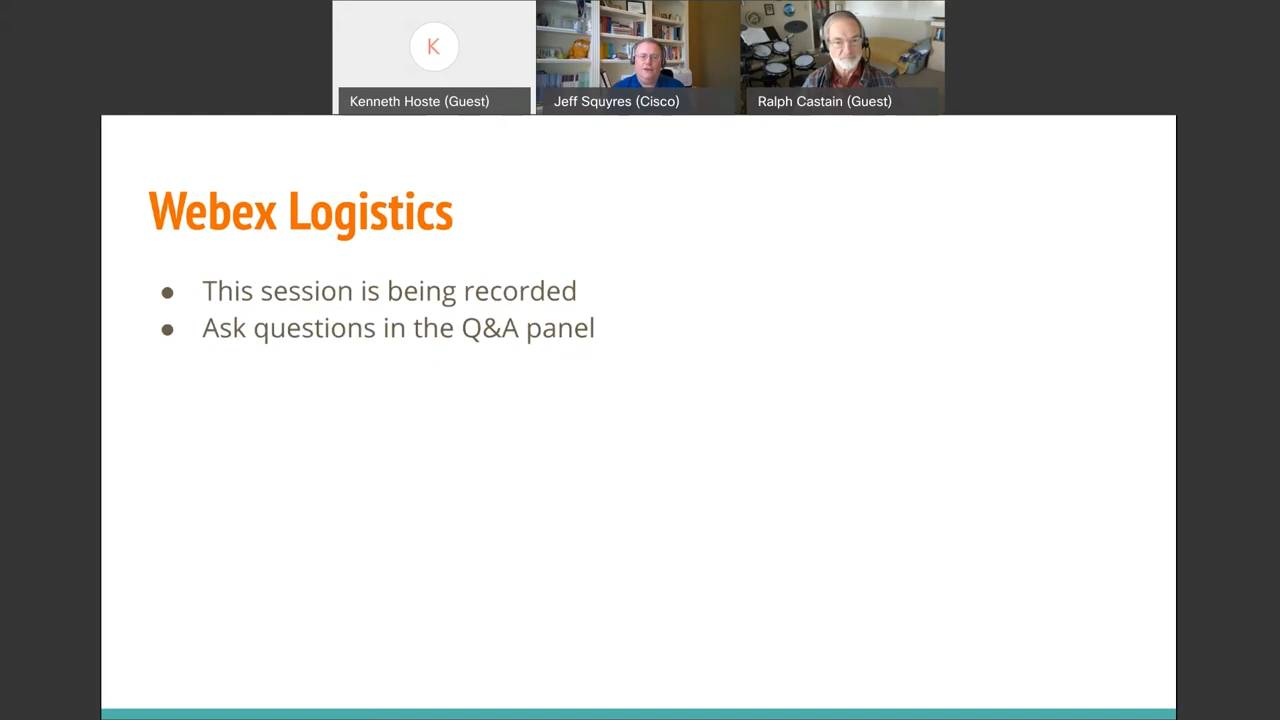 K
Kenneth Hoste (Guest)
Jeff Squyres (Cisco)
Ralph Castain (Guest)
Webex Logistics
● This session is being recorded
● Ask questions in the Q&A panel